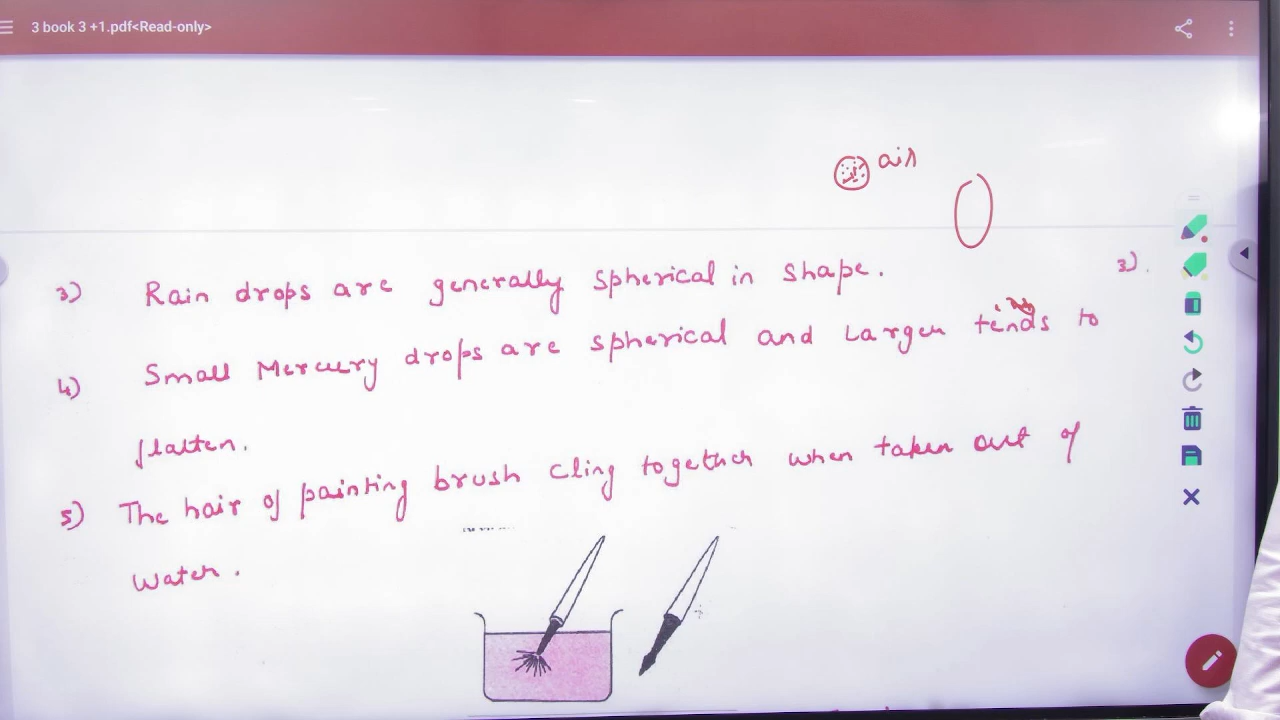 3 book 3 +1.pdf<Read-only>
air
3) Rain drops are generally spherical in shape.
3).
4) Small Mercury drops are spherical and Larger tends to
flatten.
5) The hair of painting brush cling together when taken out of
water.